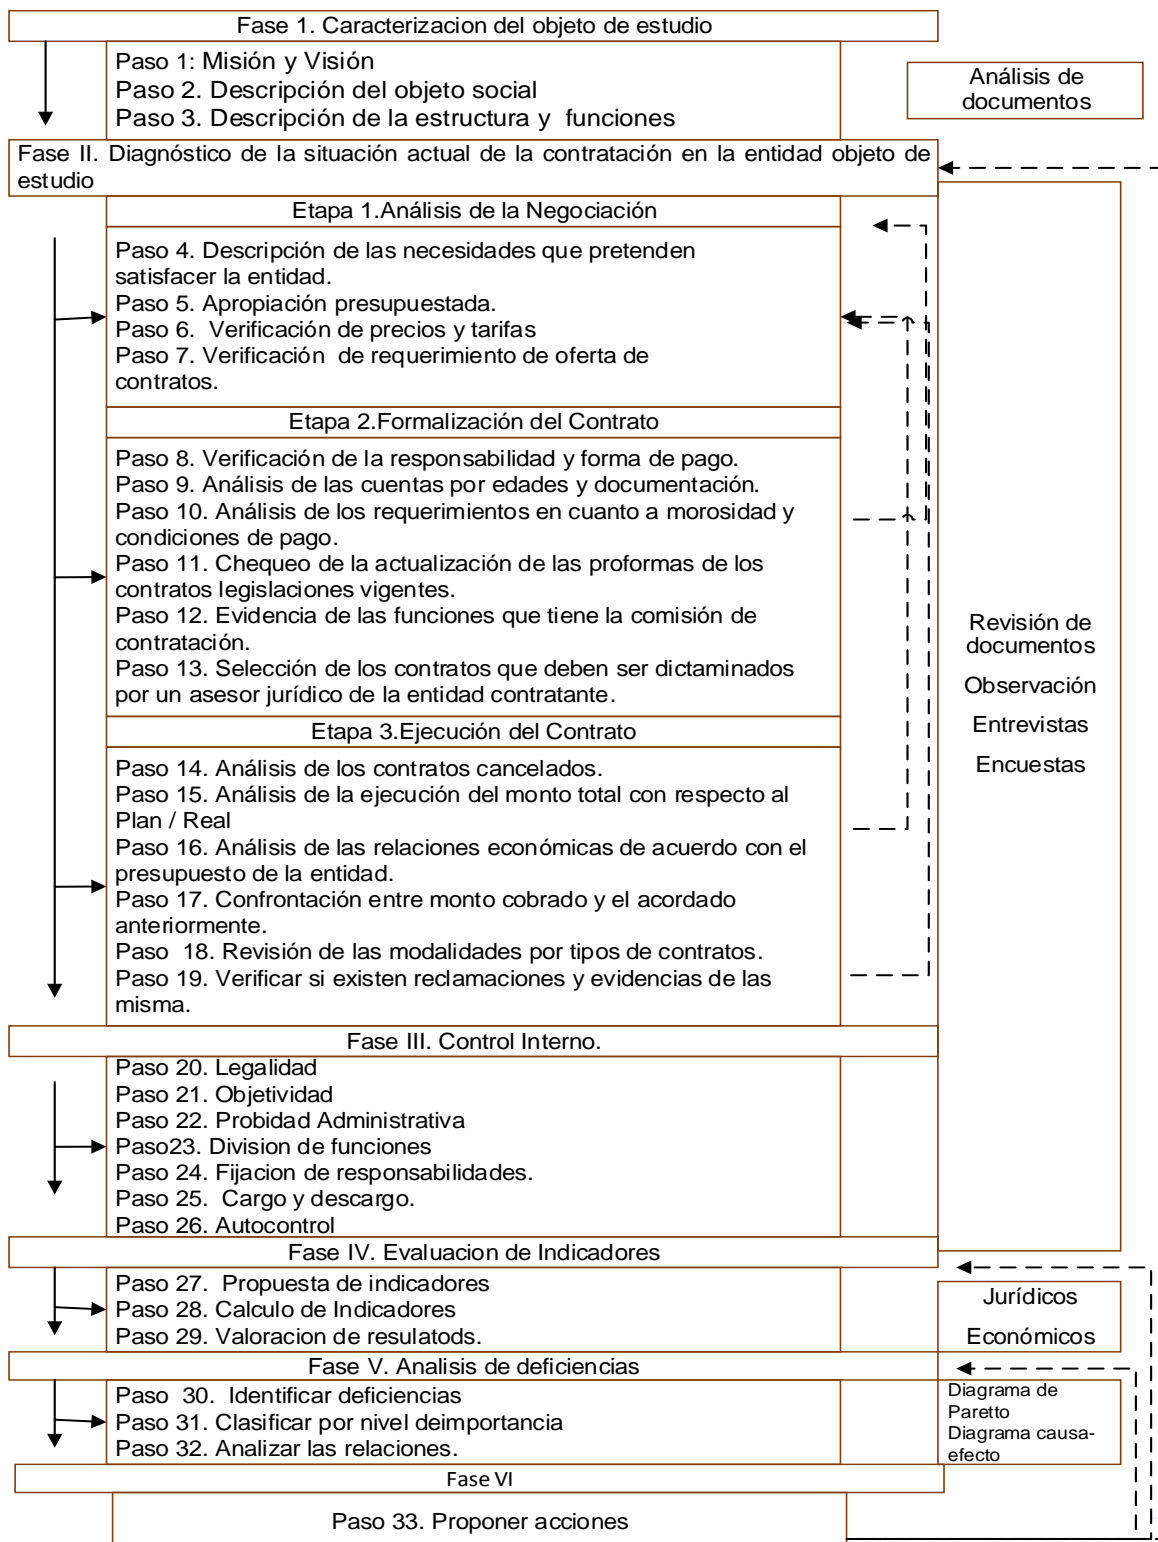 Fase 1. Caracterizacion del objeto de estudio
Paso 1: Misión y Visión
Paso 2. Descripción del objeto social
Paso 3. Descripción de la estructura y funciones
Análisis de
documentos
Fase II. Diagnóstico de la situación actual de la contratación en la entidad objeto de
estudio
Etapa 1.Análisis de la Negociación
Paso 4. Descripción de las necesidades que pretenden
satisfacer la entidad.
Paso 5. Apropiación presupuestada.
Paso 6. Verificación de precios y tarifas
Paso 7. Verificación de requerimiento de oferta de
contratos.
Etapa 2.Formalización del Contrato
Paso 8. Verificación de la responsabilidad y forma de pago.
Paso 9. Análisis de las cuentas por edades y documentación.
Paso 10. Análisis de los requerimientos en cuanto a morosidad y
condiciones de pago.
Paso 11. Chequeo de la actualización de las proformas de los
contratos legislaciones vigentes.
Paso 12. Evidencia de las funciones que tiene la comisión de
contratación.
Paso 13. Selección de los contratos que deben ser dictaminados
por un asesor jurídico de la entidad contratante.
Etapa 3.Ejecución del Contrato
Paso 14. Análisis de los contratos cancelados.
Paso 15. Análisis de la ejecución del monto total con respecto al
Plan / Real
Paso 16. Análisis de las relaciones económicas de acuerdo con el
presupuesto de la entidad.
Paso 17. Confrontación entre monto cobrado y el acordado
anteriormente.
Paso 18. Revisión de las modalidades por tipos de contratos.
Paso 19. Verificar si existen reclamaciones y evidencias de las
misma.
Revisión de
documentos
Observación
Entrevistas
Encuestas
Fase III. Control Interno.
Paso 20. Legalidad
Paso 21. Objetividad
Paso 22. Probidad Administrativa
Paso23. Division de funciones
Paso 24. Fijacion de responsabilidades.
Paso 25. Cargo y descargo.
Paso 26. Autocontrol
Fase IV. Evaluacion de Indicadores
Paso 27. Propuesta de indicadores
Paso 28. Calculo de Indicadores
Paso 29. Valoracion de resulatods.
Jurídicos
Económicos
Fase V. Analisis de deficiencias
Paso 30. Identificar deficiencias
Paso 31. Clasificar por nivel deimportancia
Paso 32. Analizar las relaciones.
Diagrama de
Paretto
Diagrama causa-
efecto
Fase VI
Paso 33. Proponer acciones